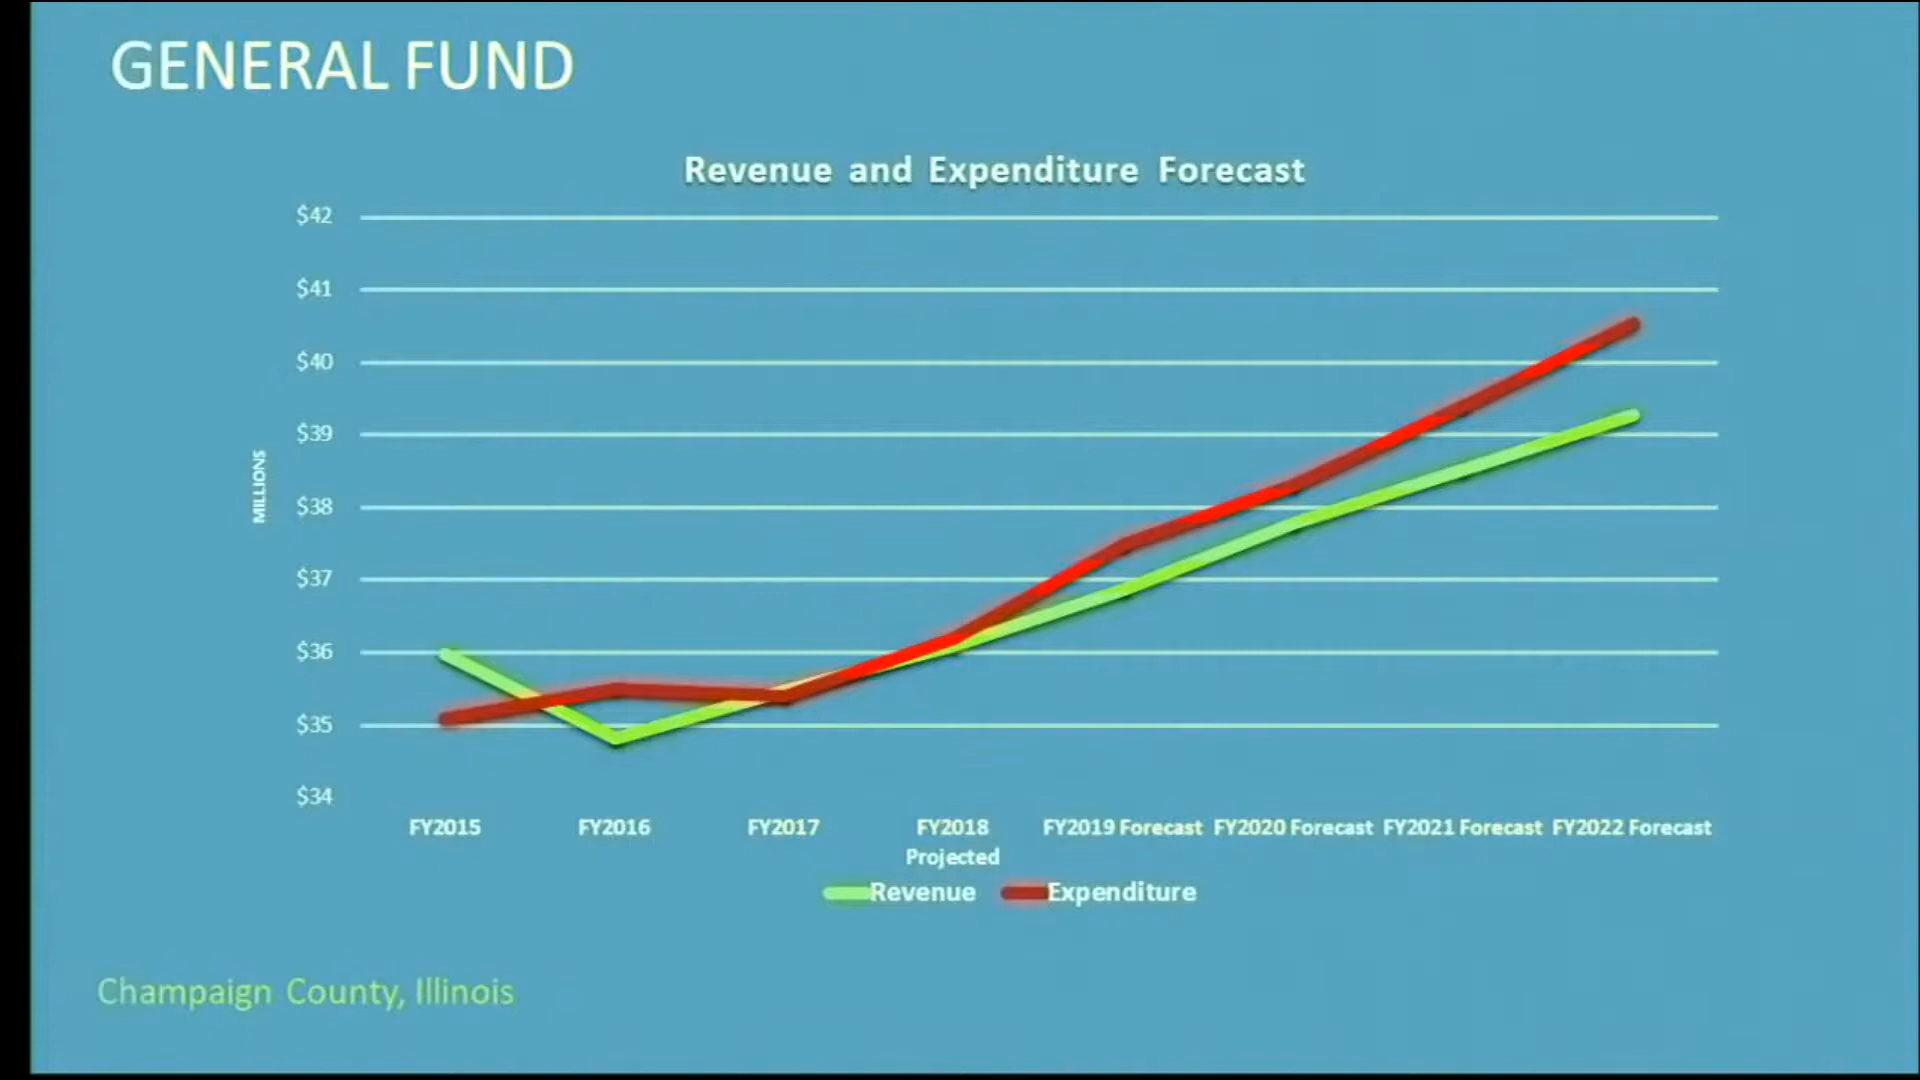 GENERAL FUND
Revenue and Expenditure Forecast
$42
$41
$40
$39
$38
$37
$36
$35
$34
MILLIONS
FY2015 FY2016 FY2017 FY2018 FY2019 Forecast FY2020 Forecast FY2021 Forecast FY2022 Forecast
Projected
Revenue Expenditure
Champaign County, Illinois